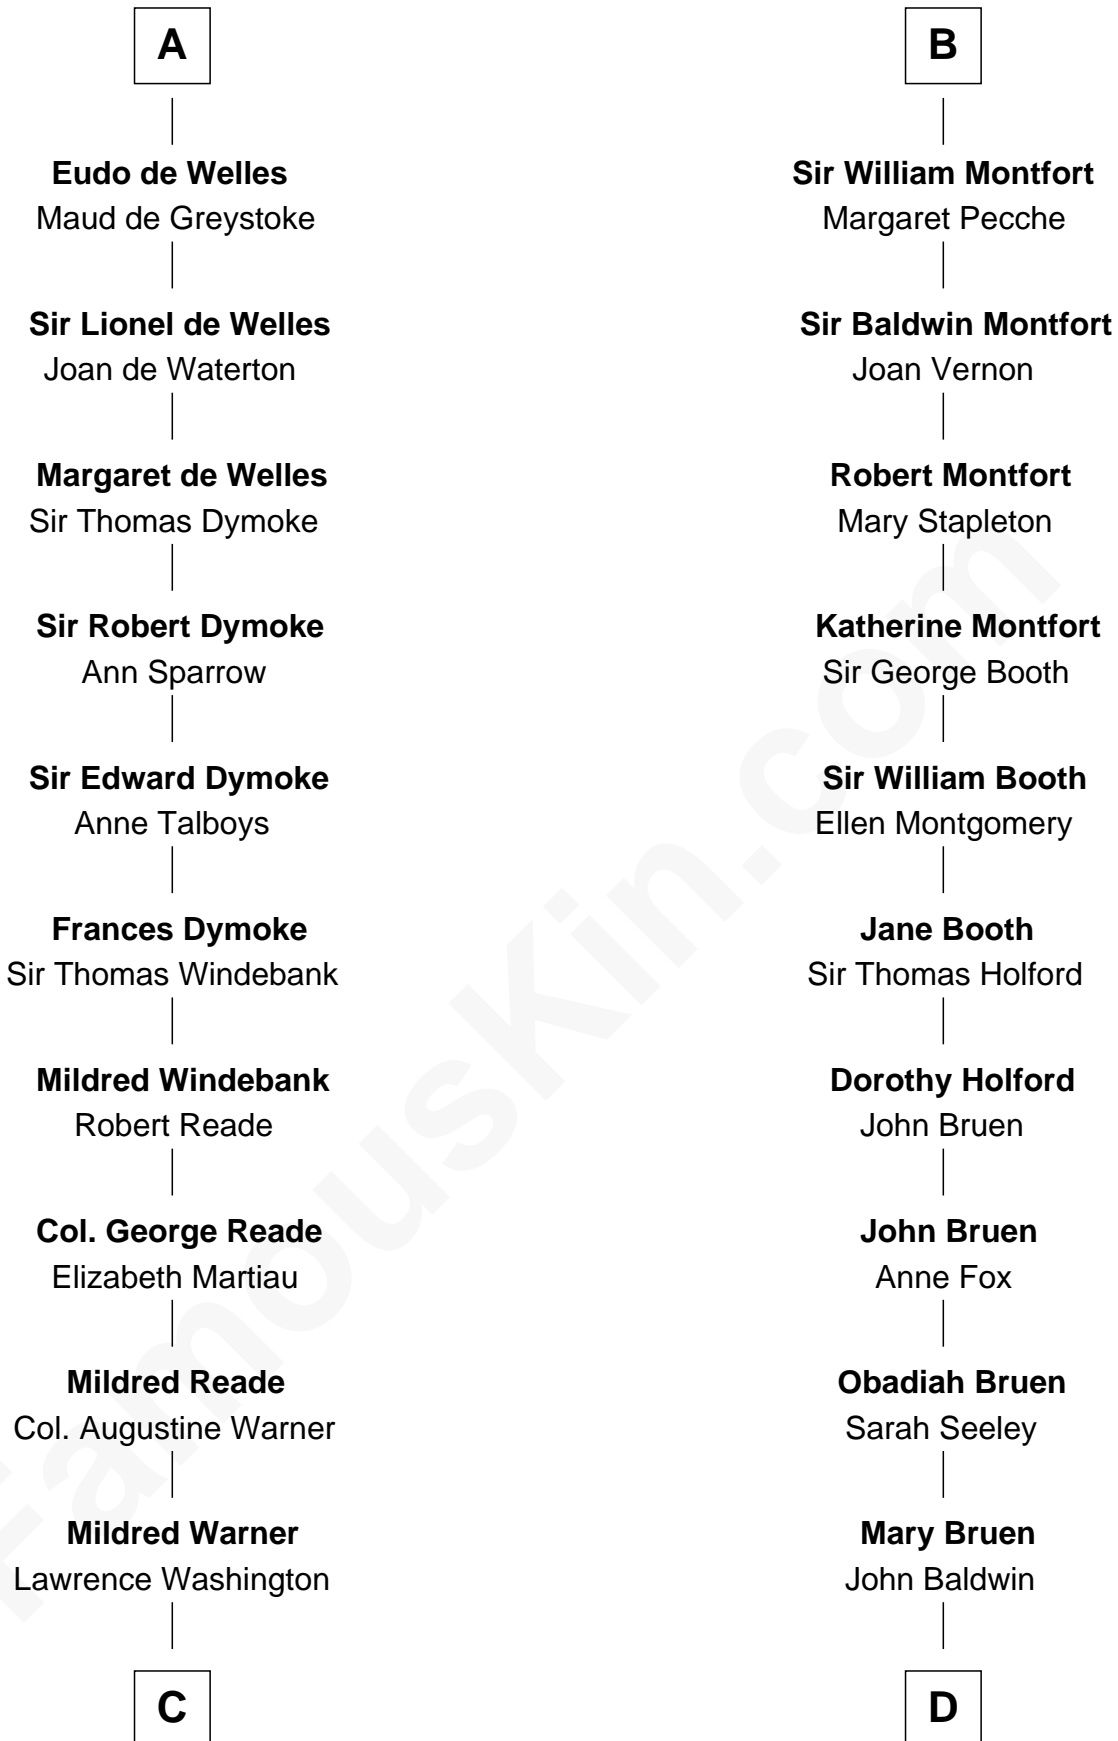 A
Eudo de Welles
Maud de Greystoke
Sir Lionel de Welles
Joan de Waterton
Margaret de Welles
Sir Thomas Dymoke
Sir Robert Dymoke
Ann Sparrow
Sir Edward Dymoke
Anne Talboys
Frances Dymoke
Sir Thomas Windebank
Mildred Windebank
Robert Reade
Col. George Reade
Elizabeth Martiau
Mildred Reade
Col. Augustine Warner
Mildred Warner
Lawrence Washington
C
B
Sir William Montfort
Margaret Pecche
Sir Baldwin Montfort
Joan Vernon
Robert Montfort
Mary Stapleton
Katherine Montfort
Sir George Booth
Sir William Booth
Ellen Montgomery
Jane Booth
Sir Thomas Holford
Dorothy Holford
John Bruen
John Bruen
Anne Fox
Obadiah Bruen
Sarah Seeley
Mary Bruen
John Baldwin
D
FamousKin.com